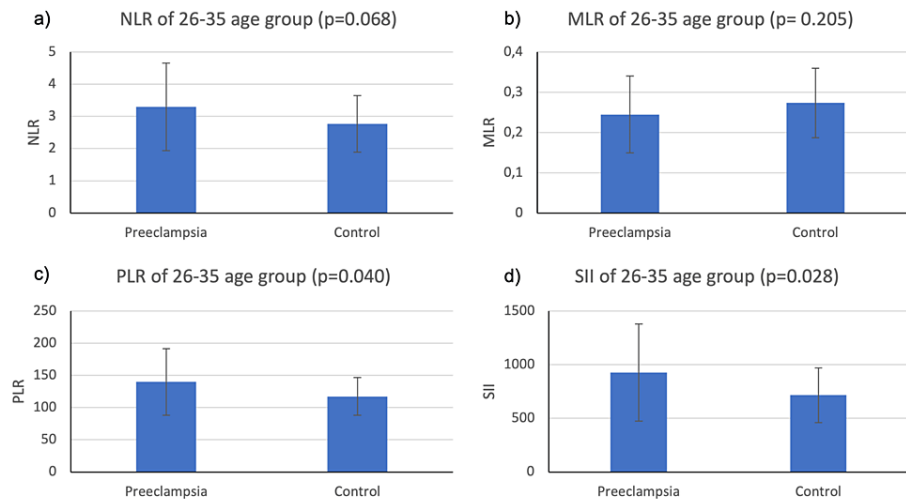 a)
NLR of 26-35 age group (p=0.068)
5
4
3
2
1
0
NLR
Preeclampsia
Control
b)
MLR of 26-35 age group (p= 0.205)
0,4
0,3
0,2
0,1
0
MLR
Preeclampsia
Control
c)
PLR of 26-35 age group (p=0.040)
250
200
150
100
50
0
PLR
Preeclampsia
Control
d)
SII of 26-35 age group (p=0.028)
1500
1000
500
0
SII
Preeclampsia
Control